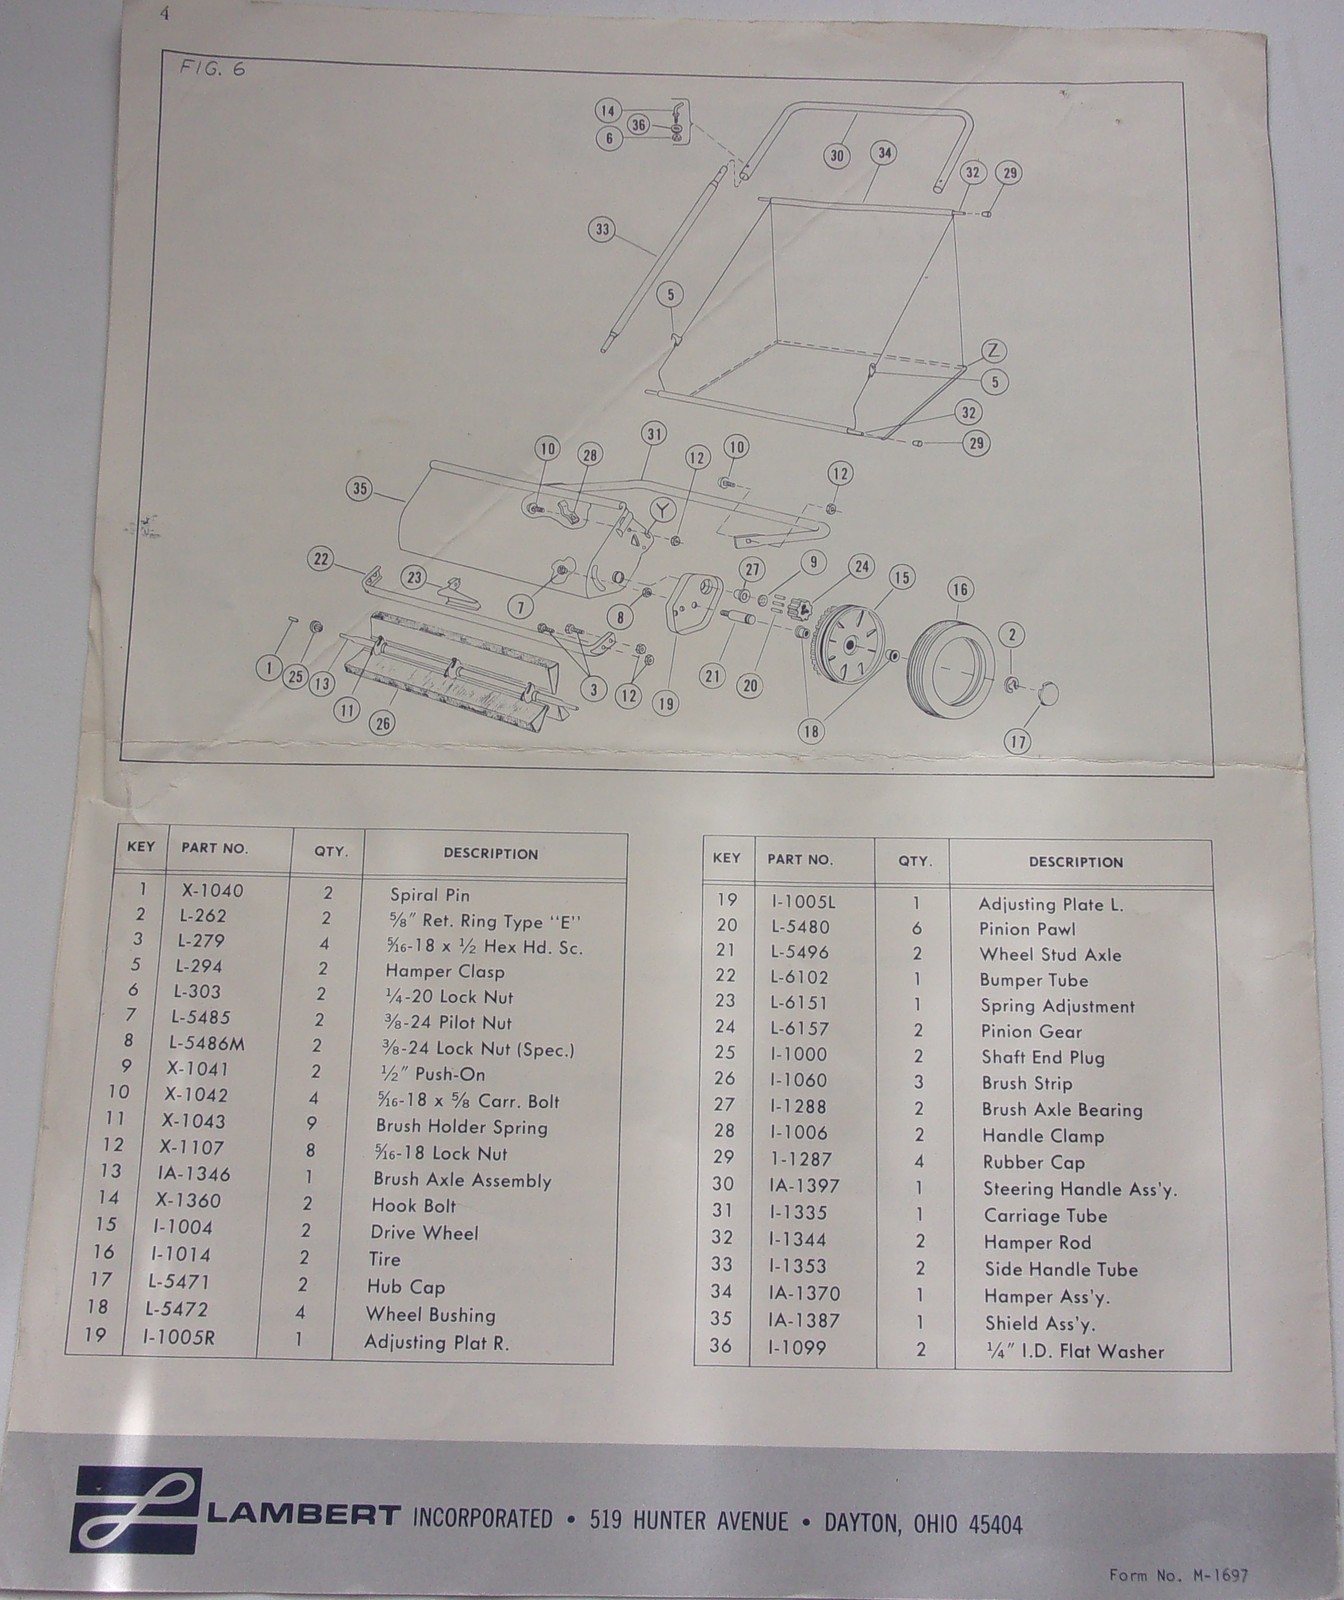 4
FIG. 6
14
36
6
30
34
32
29
33
5
Z
5
32
29
10
28
31
12
10
12
35
Y
22
23
7
8
27
9
24
15
16
2
1
25
13
11
26
3
12
19
21
20
18
17
KEY PART NO. QTY. DESCRIPTION
1 X-1040 2 Spiral Pin
2 L-262 2 5/8" Ret. Ring Type "E"
3 L-279 4 5/16-18 x 1/2 Hex Hd. Sc.
5 L-294 2 Hamper Clasp
6 L-303 2 1/4-20 Lock Nut
7 L-5485 2 3/8-24 Pilot Nut
8 L-5486M 2 3/8-24 Lock Nut (Spec.)
9 X-1041 2 1/2" Push-On
10 X-1042 4 5/16-18 x 5/8 Carr. Bolt
11 X-1043 9 Brush Holder Spring
12 X-1107 8 5/16-18 Lock Nut
13 IA-1346 1 Brush Axle Assembly
14 X-1360 2 Hook Bolt
15 I-1004 2 Drive Wheel
16 I-1014 2 Tire
17 L-5471 2 Hub Cap
18 L-5472 4 Wheel Bushing
19 I-1005R 1 Adjusting Plat R.
KEY PART NO. QTY. DESCRIPTION
19 I-1005L 1 Adjusting Plate L.
20 L-5480 6 Pinion Pawl
21 L-5496 2 Wheel Stud Axle
22 L-6102 1 Bumper Tube
23 L-6151 1 Spring Adjustment
24 L-6157 2 Pinion Gear
25 I-1000 2 Shaft End Plug
26 I-1060 3 Brush Strip
27 I-1288 2 Brush Axle Bearing
28 I-1006 2 Handle Clamp
29 1-1287 4 Rubber Cap
30 IA-1397 1 Steering Handle Ass'y.
31 I-1335 1 Carriage Tube
32 I-1344 2 Hamper Rod
33 I-1353 2 Side Handle Tube
34 IA-1370 1 Hamper Ass'y.
35 IA-1387 1 Shield Ass'y.
36 I-1099 2 1/4" I.D. Flat Washer
LAMBERT INCORPORATED • 519 HUNTER AVENUE • DAYTON, OHIO 45404
Form No. M-1697